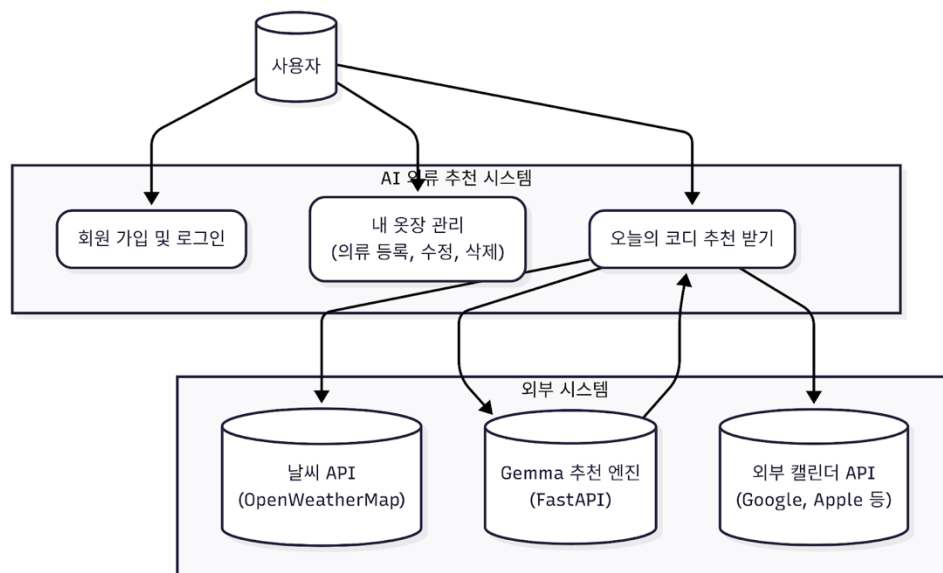 사용자
AI 의류 추천 시스템
회원 가입 및 로그인
내 옷장 관리
(의류 등록, 수정, 삭제)
오늘의 코디 추천 받기
외부 시스템
날씨 API
(OpenWeatherMap)
Gemma 추천 엔진
(FastAPI)
외부 캘린더 API
(Google, Apple 등)